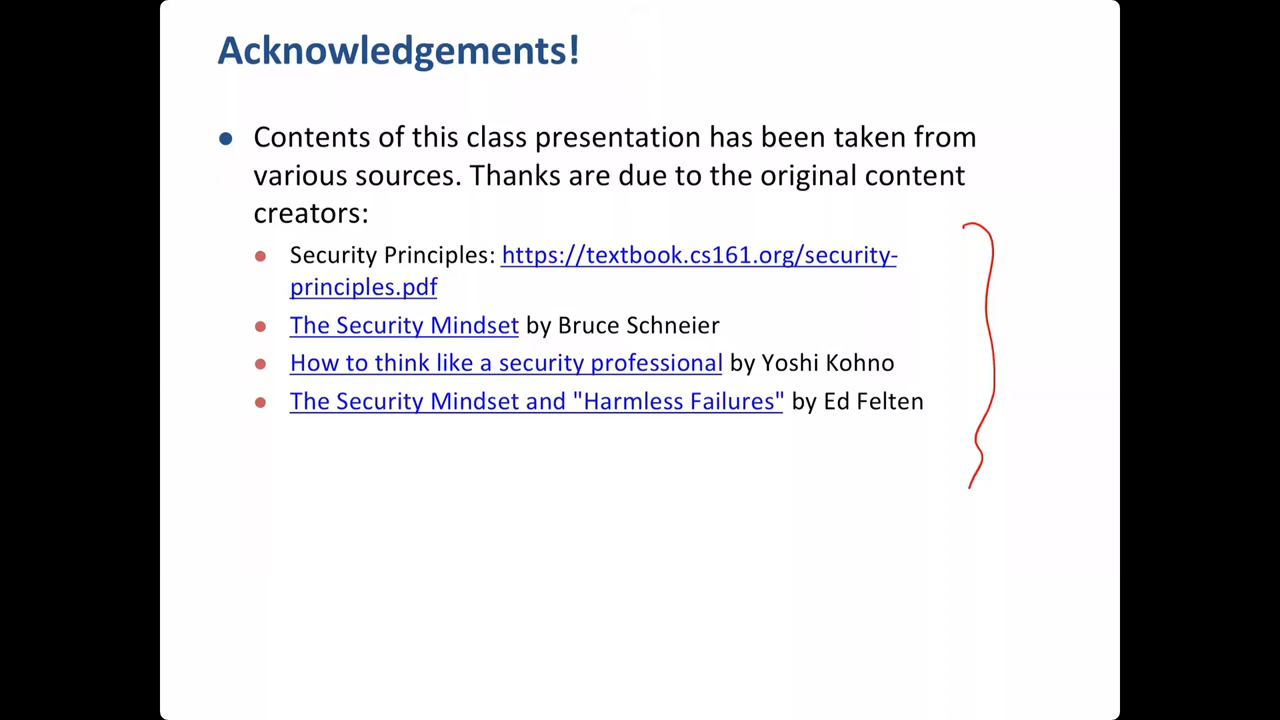 Acknowledgements!
● Contents of this class presentation has been taken from
various sources. Thanks are due to the original content
creators:
● Security Principles: https://textbook.cs161.org/security-
principles.pdf
● The Security Mindset by Bruce Schneier
● How to think like a security professional by Yoshi Kohno
● The Security Mindset and "Harmless Failures" by Ed Felten